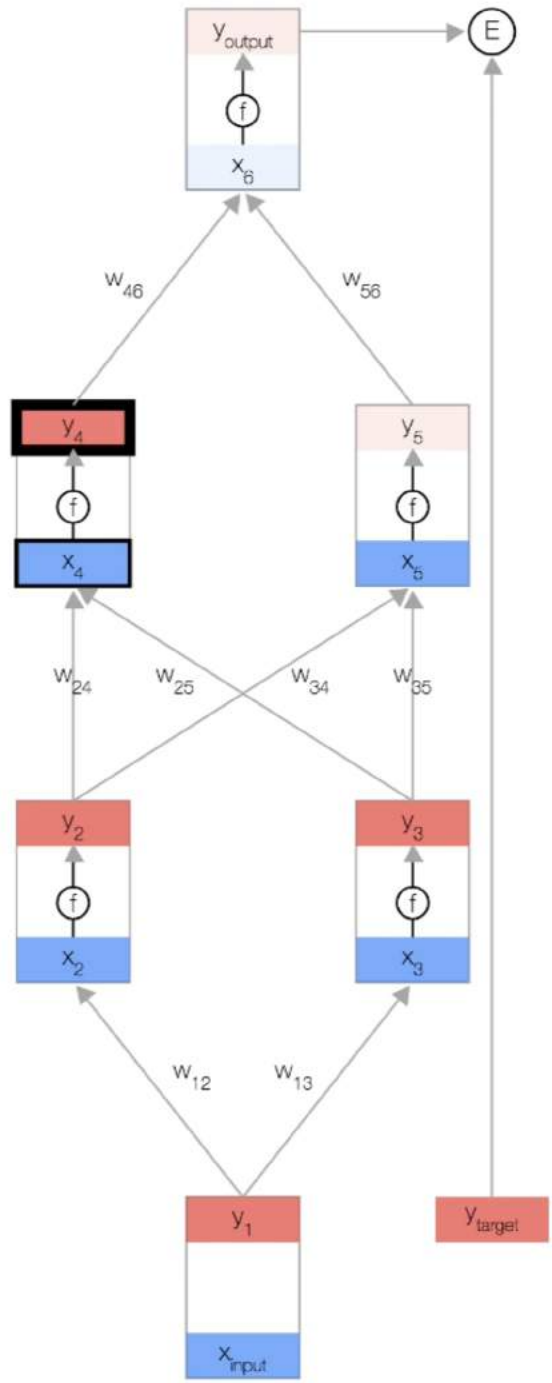 y_output E
f
x_6
w_46 w_56
y_4 y_5
f f
x_4 x_5
w_24 w_25 w_34 w_35
y_2 y_3
f f
x_2 x_3
w_12 w_13
y_1 y_target
x_input